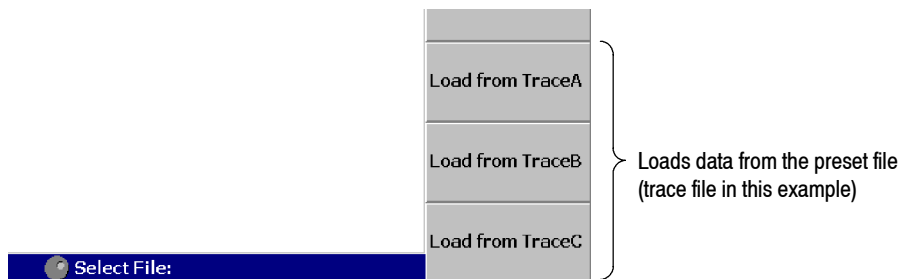 Load from TraceA
Load from TraceB
Loads data from the preset file
(trace file in this example)
Load from TraceC
Select File: